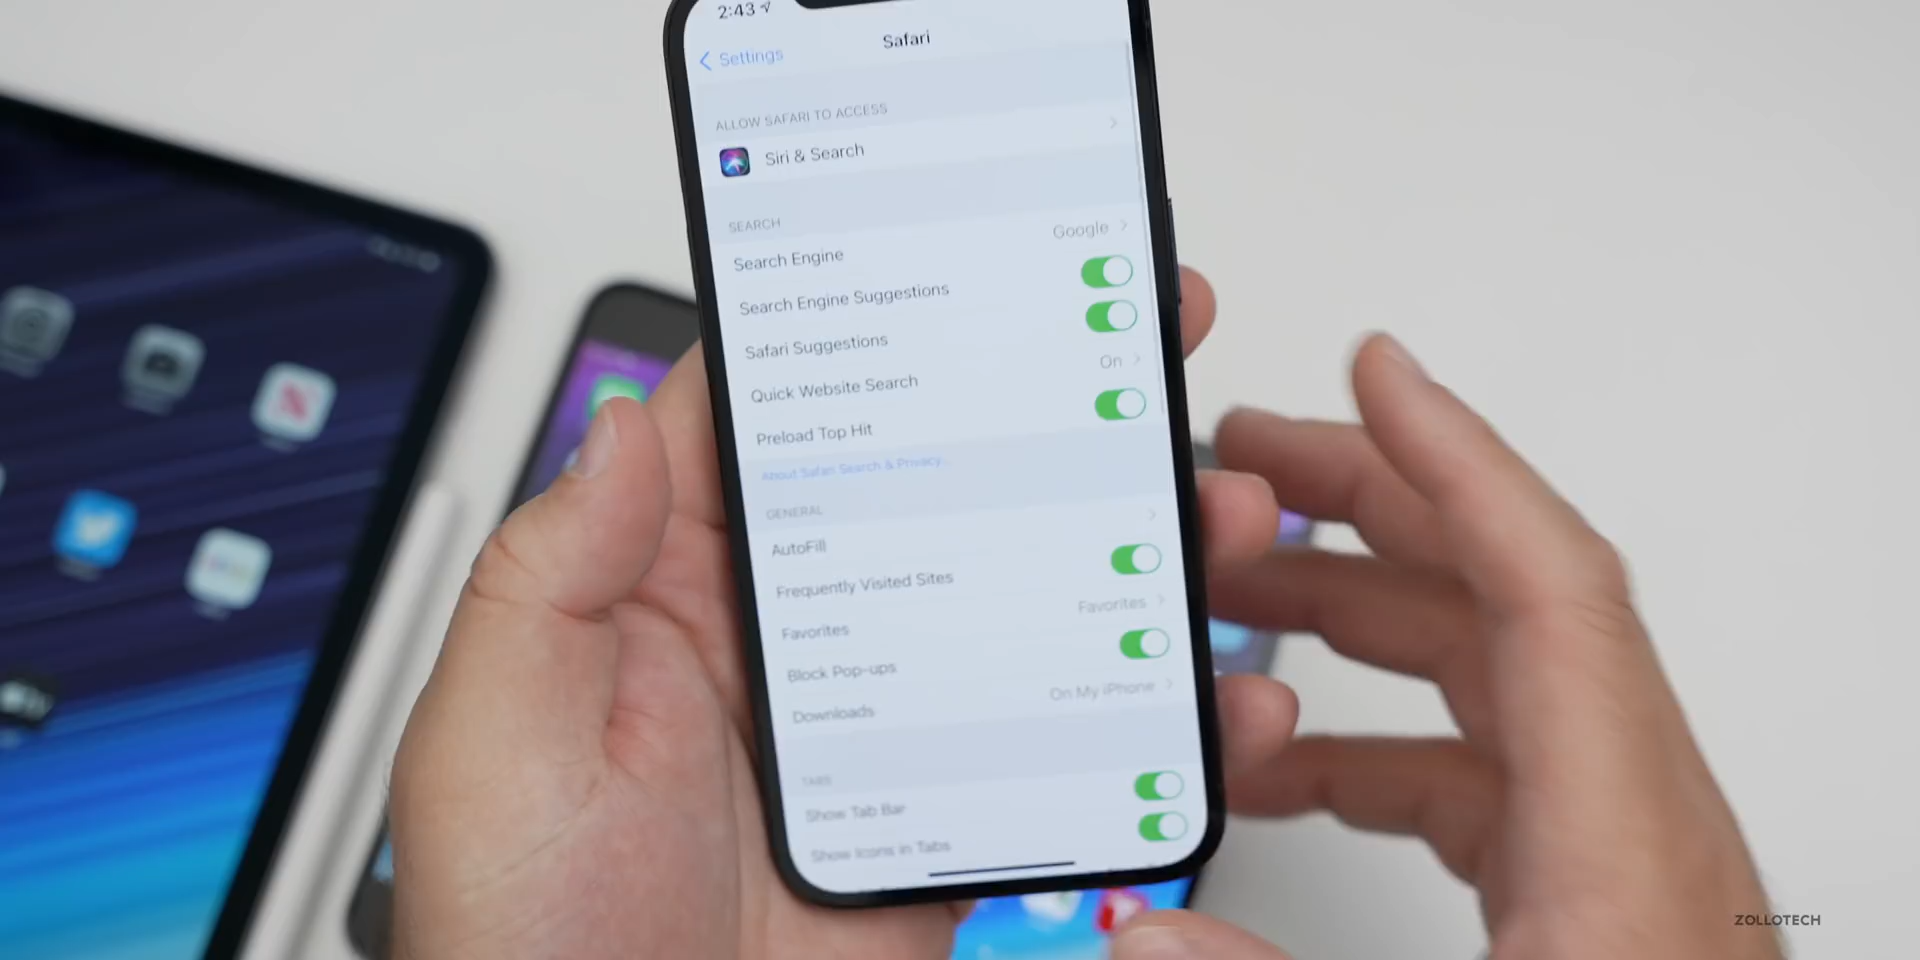 2:43
Settings
Safari
ALLOW SAFARI TO ACCESS
Siri & Search
SEARCH
Search Engine
Google
Search Engine Suggestions
Safari Suggestions
Quick Website Search
On
Preload Top Hit
About Safari Search & Privacy...
GENERAL
AutoFill
Frequently Visited Sites
Favorites
Favorites
Block Pop-ups
Downloads
On My iPhone
TABS
Show Tab Bar
Show Icons in Tabs
ZOLLOTECH